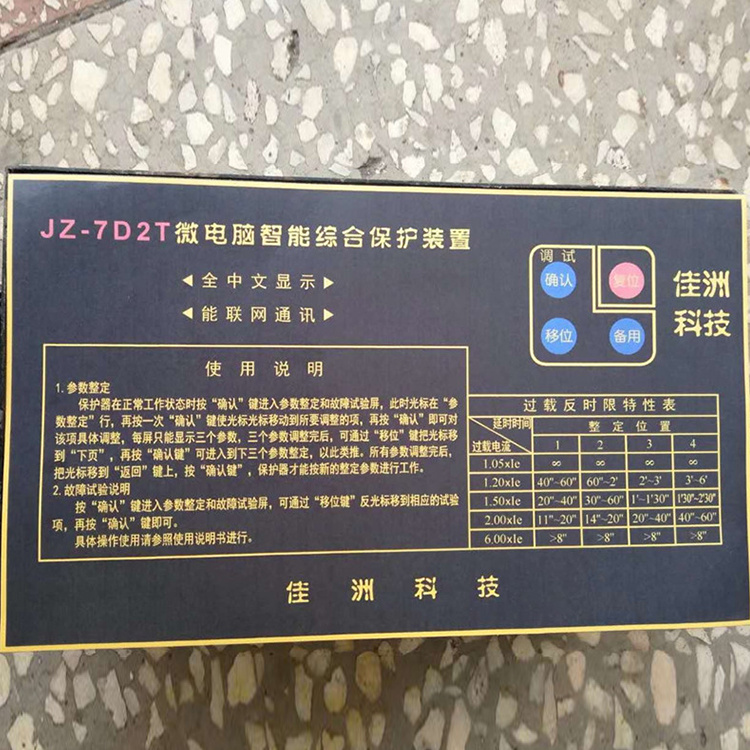 JZ-7D2T微电脑智能综合保护装置
◀全中文显示▶
◀能联网通讯▶
调试
确认
复位
移位
备用
佳洲
科技
使用说明
1.参数整定
保护器在正常工作状态时按“确认”键进入参数整定和故障试验屏，此时光标在“参
数整定”行，再按一次“确认”键使光标光标移动到所要调整的项，再按“确认”即可对
该项具体调整，每屏只能显示三个参数，三个参数调整完后，可通过“移位”键把光标移
到“下页”，再按“确认键”可进入到下三个参数整定，以此类推。所有参数调整完后，
把光标移到“返回”键上，按“确认键”，保护器才能按新的整定参数进行工作。
2.故障试验说明
按“确认”键进入参数整定和故障试验屏，可通过“移位键”反光标移到相应的试验
项，再按“确认”键即可。
具体操作使用请参照使用说明书进行。
过载反时限特性表
延时时间 整定位置
过载电流 1 2 3 4
1.05xIe ∞ ∞ ∞ ∞
1.20xIe 40"~60" 60"~2' 2'~3' 3'~6'
1.50xIe 20"~40" 30"~60" 1'~1'30" 1'30"~2'30"
2.00xIe 11"~20" 14"~20" 20"~40" 40"~60"
6.00xIe >8" >8" >8" >8"
佳洲科技